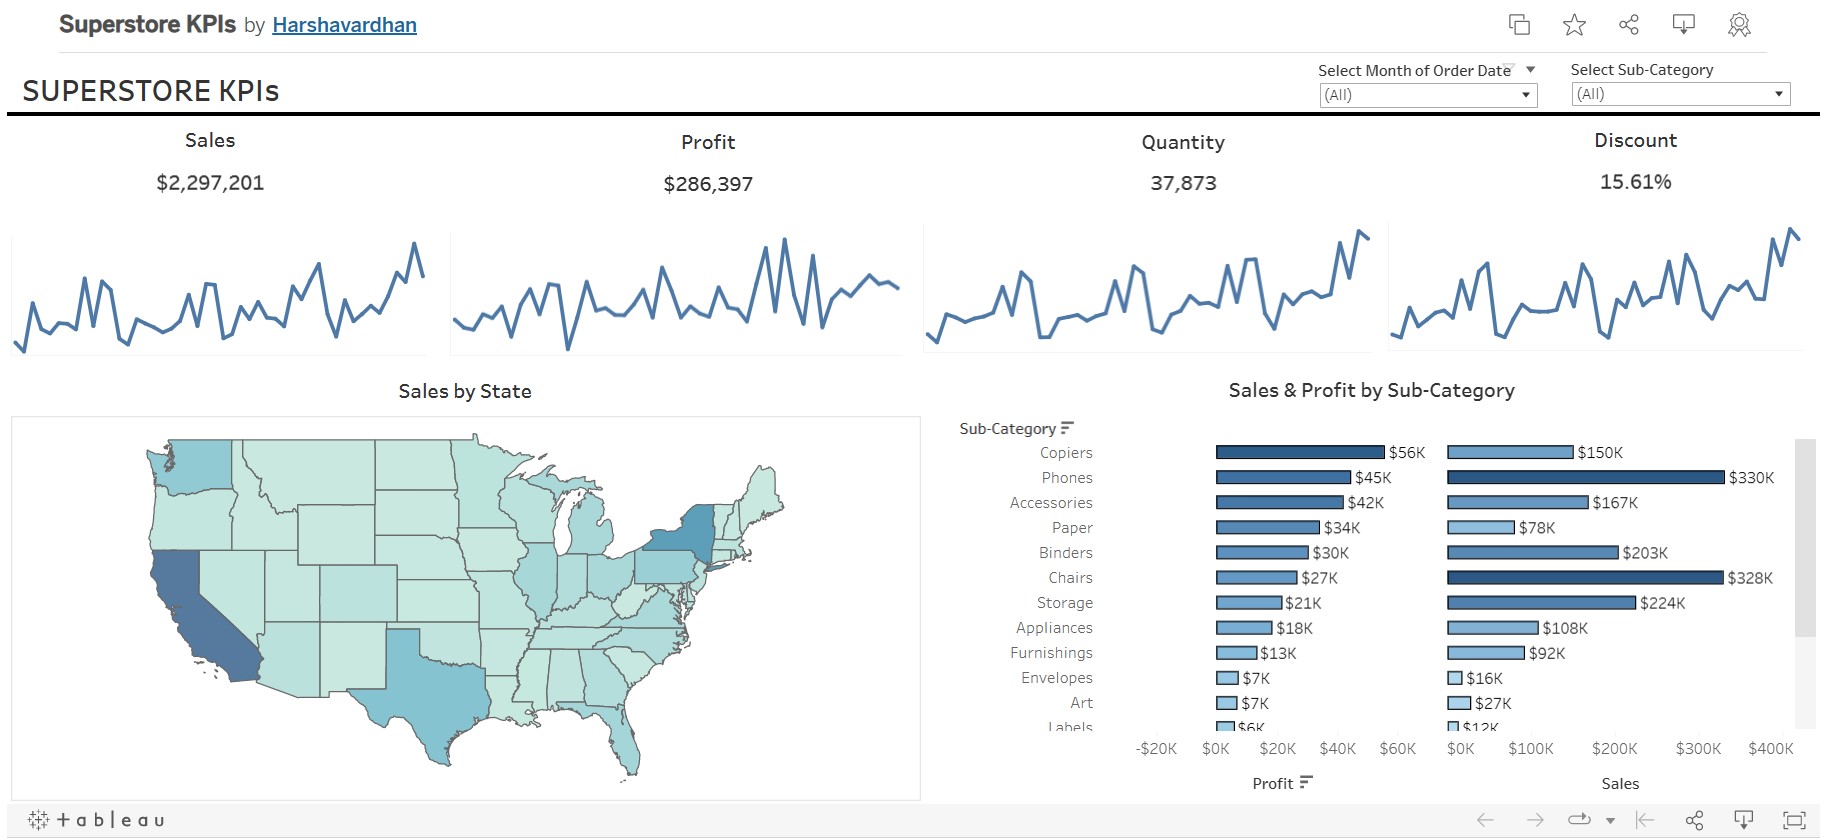 Superstore KPIs by Harshavardhan
SUPERSTORE KPIs
Select Month of Order Date
(All)
Select Sub-Category
(All)
Sales
$2,297,201
Profit
$286,397
Quantity
37,873
Discount
15.61%
Sales by State
Sales & Profit by Sub-Category
Sub-Category
Copiers $56K $150K
Phones $45K $330K
Accessories $42K $167K
Paper $34K $78K
Binders $30K $203K
Chairs $27K $328K
Storage $21K $224K
Appliances $18K $108K
Furnishings $13K $92K
Envelopes $7K $16K
Art $7K $27K
Labels $6K $12K
-$20K $0K $20K $40K $60K $0K $100K $200K $300K $400K
Profit Sales
+ableau